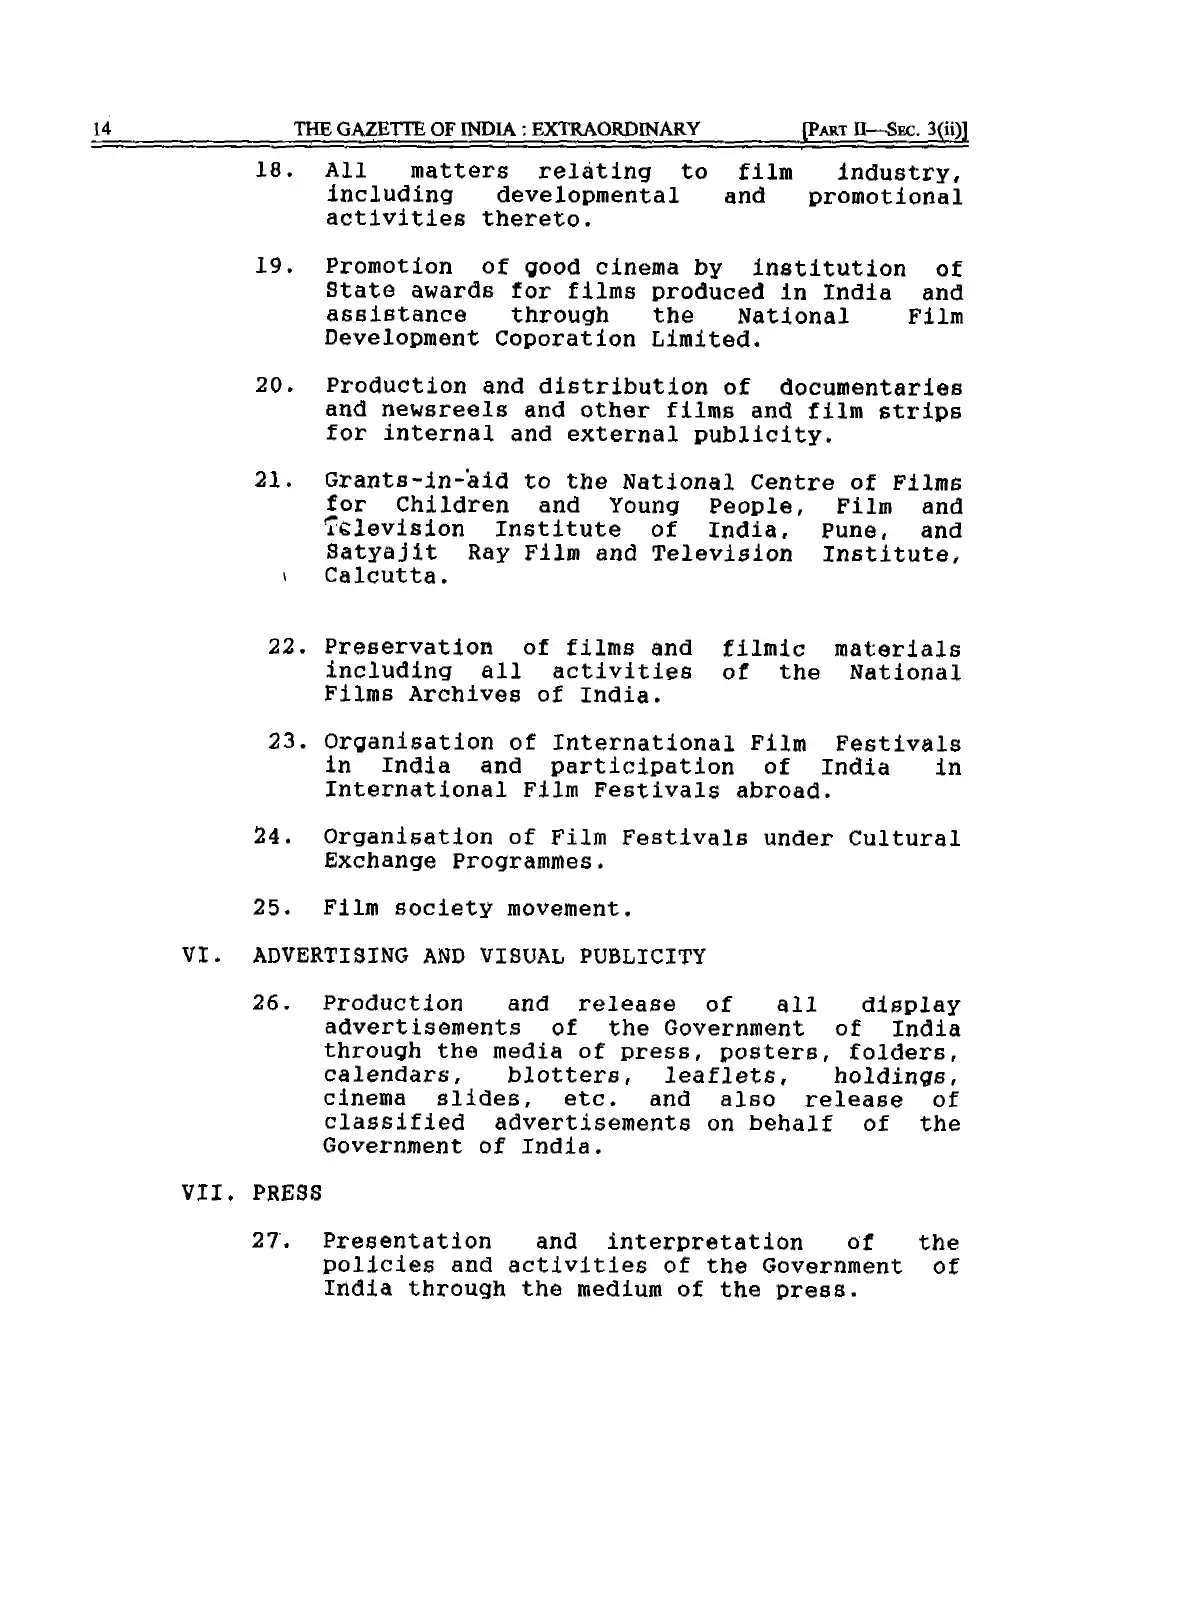 14 THE GAZETTE OF INDIA : EXTRAORDINARY [PART II—SEC. 3(ii)]
18. All matters relating to film industry,
including developmental and promotional
activities thereto.
19. Promotion of good cinema by institution of
State awards for films produced in India and
assistance through the National Film
Development Coporation Limited.
20. Production and distribution of documentaries
and newsreels and other films and film strips
for internal and external publicity.
21. Grants-in-aid to the National Centre of Films
for Children and Young People, Film and
Television Institute of India, Pune, and
Satyajit Ray Film and Television Institute,
Calcutta.
22. Preservation of films and filmic materials
including all activities of the National
Films Archives of India.
23. Organisation of International Film Festivals
in India and participation of India in
International Film Festivals abroad.
24. Organisation of Film Festivals under Cultural
Exchange Programmes.
25. Film society movement.
VI. ADVERTISING AND VISUAL PUBLICITY
26. Production and release of all display
advertisements of the Government of India
through the media of press, posters, folders,
calendars, blotters, leaflets, holdings,
cinema slides, etc. and also release of
classified advertisements on behalf of the
Government of India.
VII. PRESS
27. Presentation and interpretation of the
policies and activities of the Government of
India through the medium of the press.